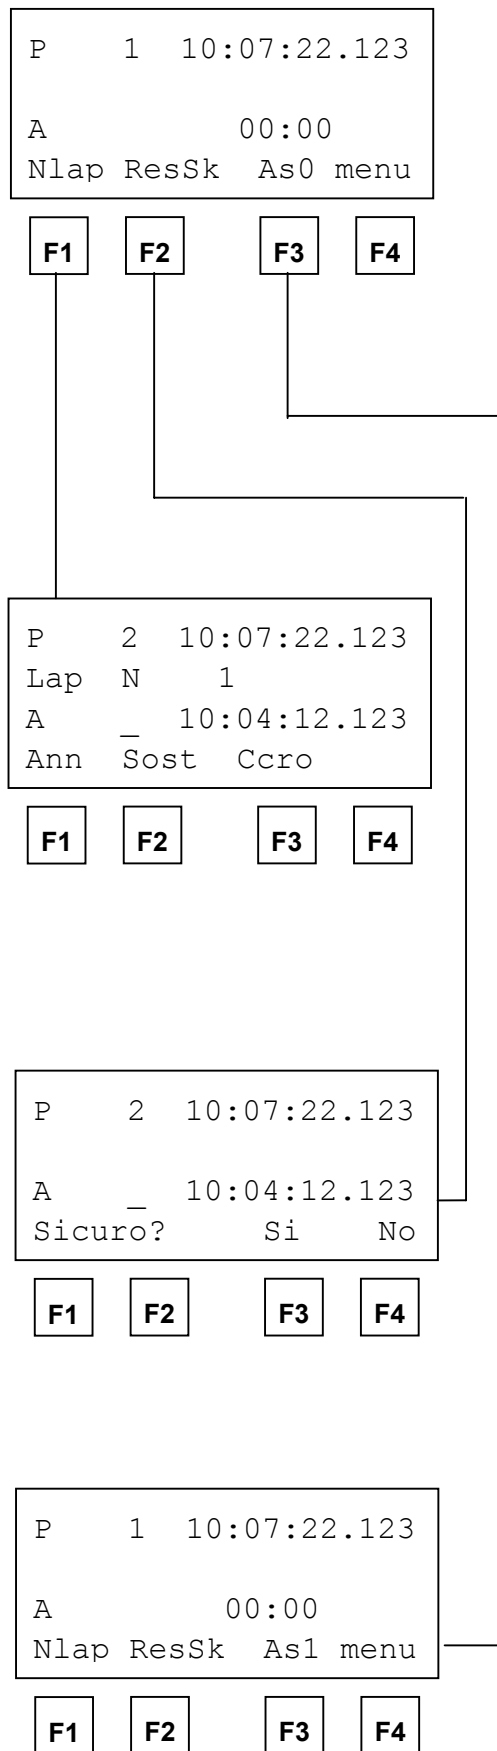 P 1 10:07:22.123
A 00:00
Nlap ResSk As0 menu
F1 F2 F3 F4
P 2 10:07:22.123
Lap N 1
A _ 10:04:12.123
Ann Sost Ccro
F1 F2 F3 F4
P 2 10:07:22.123
A _ 10:04:12.123
Sicuro? Si No
F1 F2 F3 F4
P 1 10:07:22.123
A 00:00
Nlap ResSk As1 menu
F1 F2 F3 F4